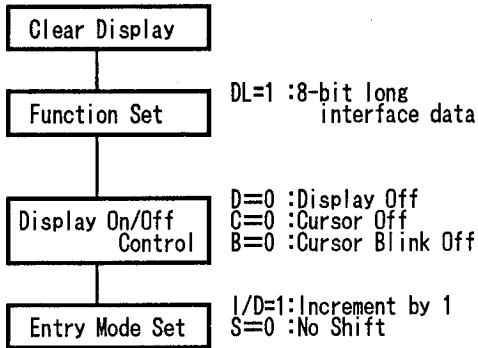 Clear Display
Function Set
DL=1 :8-bit long
interface data
Display On/Off
Control
D=0 :Display Off
C=0 :Cursor Off
B=0 :Cursor Blink Off
Entry Mode Set
I/D=1:Increment by 1
S=0 :No Shift